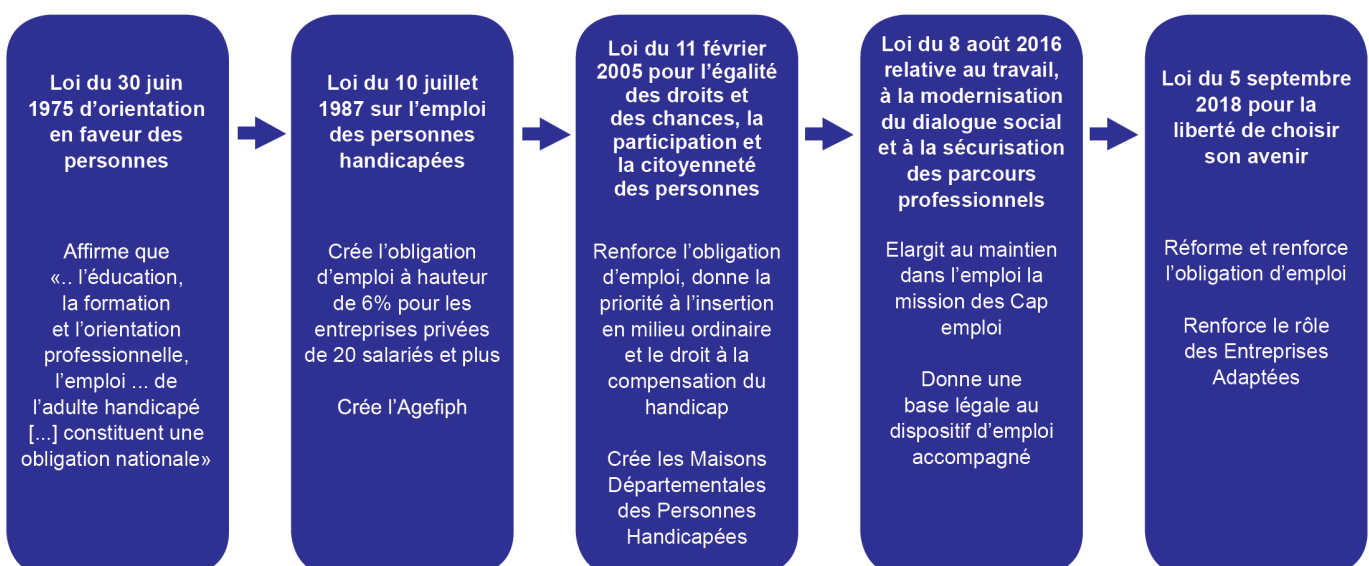 Loi du 30 juin
1975 d’orientation
en faveur des
personnes
Affirme que
«.. l’éducation,
la formation
et l’orientation
professionnelle,
l’emploi ... de
l’adulte handicapé
[...] constituent une
obligation nationale»
Loi du 10 juillet
1987 sur l’emploi
des personnes
handicapées
Crée l’obligation
d’emploi à hauteur
de 6% pour les
entreprises privées
de 20 salariés et plus
Crée l’Agefiph
Loi du 11 février
2005 pour l’égalité
des droits et
des chances, la
participation et
la citoyenneté
des personnes
Renforce l’obligation
d’emploi, donne la
priorité à l’insertion
en milieu ordinaire
et le droit à la
compensation du
handicap
Crée les Maisons
Départementales
des Personnes
Handicapées
Loi du 8 août 2016
relative au travail,
à la modernisation
du dialogue social
et à la sécurisation
des parcours
professionnels
Elargit au maintien
dans l’emploi la
mission des Cap
emploi
Donne une
base légale au
dispositif d’emploi
accompagné
Loi du 5 septembre
2018 pour la
liberté de choisir
son avenir
Réforme et renforce
l’obligation d’emploi
Renforce le rôle
des Entreprises
Adaptées